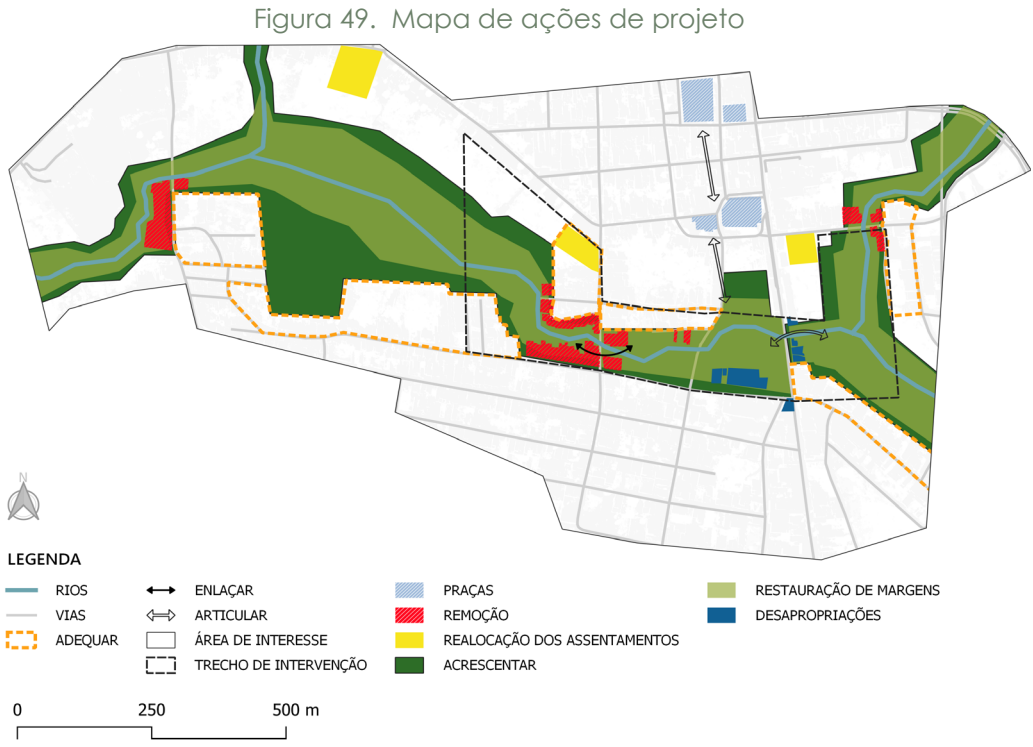 Figura 49. Mapa de ações de projeto
N
LEGENDA
RIOS
VIAS
ADEQUAR
ENLAÇAR
ARTICULAR
ÁREA DE INTERESSE
TRECHO DE INTERVENÇÃO
PRAÇAS
REMOÇÃO
REALOCAÇÃO DOS ASSENTAMENTOS
ACRESCENTAR
RESTAURAÇÃO DE MARGENS
DESAPROPRIAÇÕES
0 250 500 m